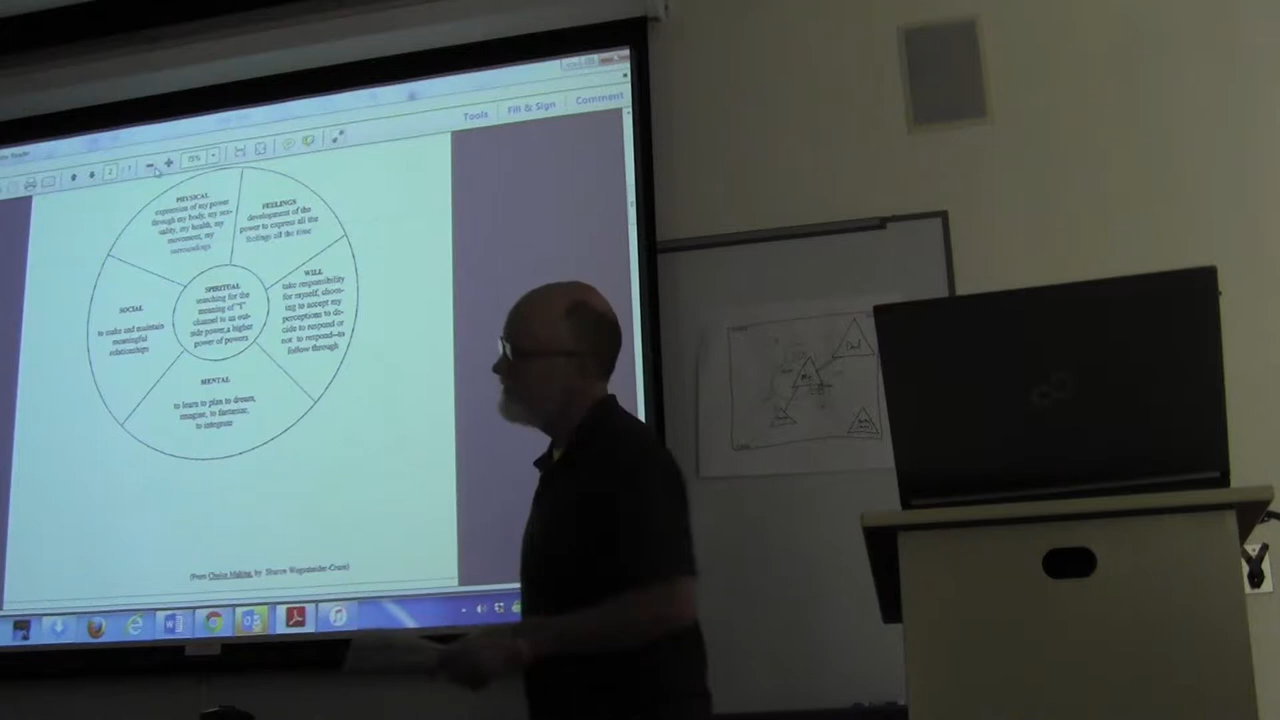 Tools Fill & Sign Comment
2
75%
PHYSICAL
expression of my power
through my body, my sex-
uality, my health, my
movement, my
surroundings
FEELINGS
development of the
power to express all the
feelings all the time
WILL
take responsibility
for myself, choos-
ing to accept my
perceptions to de-
cide to respond or
not to respond--to
follow through
SPIRITUAL
searching for the
meaning of "I"
channel to an out-
side power, a higher
power of powers
SOCIAL
to make and maintain
meaningful
relationships
MENTAL
to learn to plan to dream,
imagine, to fantasize,
to integrate
(From Choice Making, by Sharon Wegscheider-Cruse)
Dad